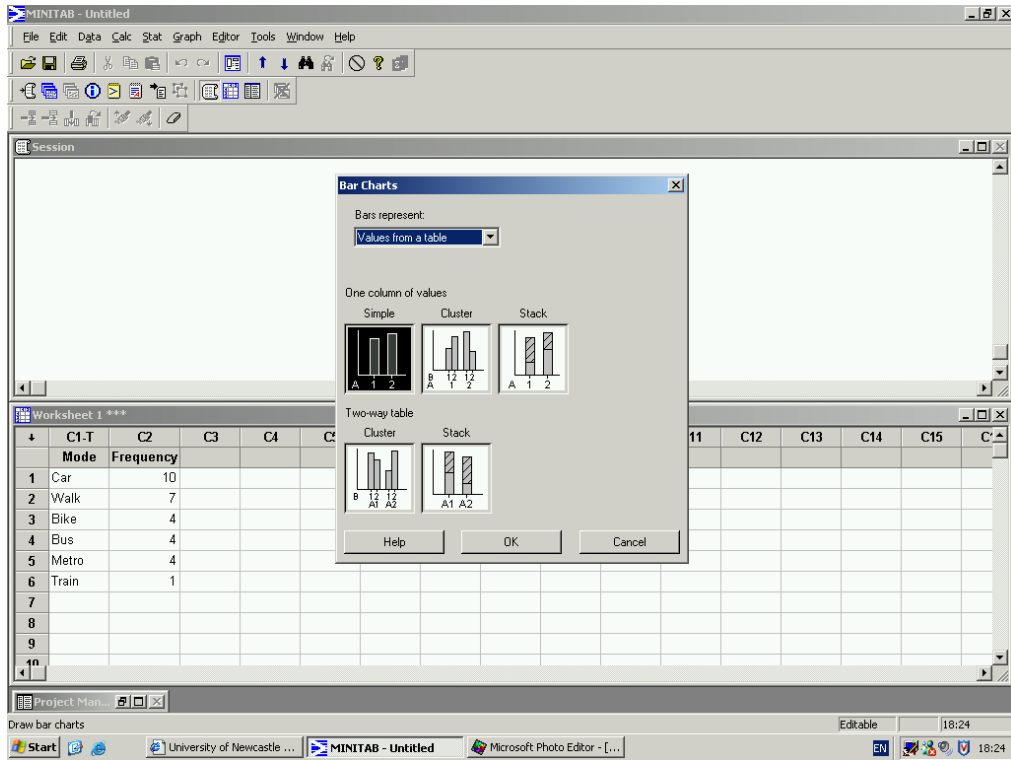 MINITAB - Untitled
File Edit Data Calc Stat Graph Editor Tools Window Help
Session
Bar Charts
Bars represent:
Values from a table
One column of values
Simple Cluster Stack
A 1 2
B 12 12
A 1 2
A 1 2
Two-way table
Cluster Stack
B 12 12
A1 A2
A1 A2
Help OK Cancel
Worksheet 1 ***
C1-T C2 C3 C4 11 C12 C13 C14 C15
Mode Frequency
1 Car 10
2 Walk 7
3 Bike 4
4 Bus 4
5 Metro 4
6 Train 1
7
8
9
10
Project Man...
Draw bar charts Editable 18:24
Start University of Newcastle ... MINITAB - Untitled Microsoft Photo Editor - [... EN 18:24